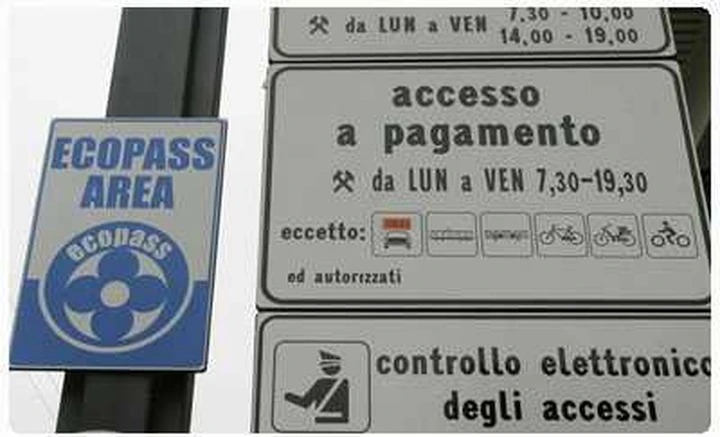 ECOPASS
AREA
ecopass
7.30 - 10,00
da LUN a VEN
14,00 - 19,00
accesso
a pagamento
da LUN a VEN 7,30-19,30
eccetto:
ed autorizzati
controllo elettronico
degli accessi